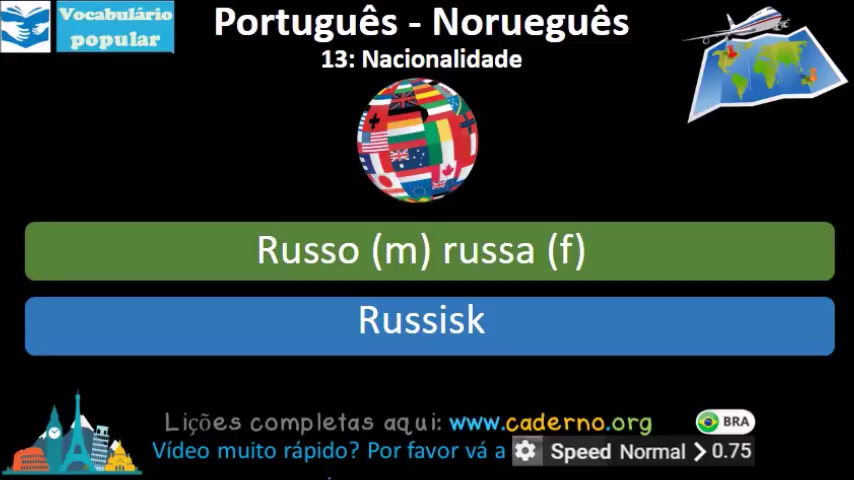 Vocabulário
popular
Português - Norueguês
13: Nacionalidade
Russo (m) russa (f)
Russisk
Lições completas aqui: www.caderno.org
BRA
Vídeo muito rápido? Por favor vá a Speed Normal > 0.75